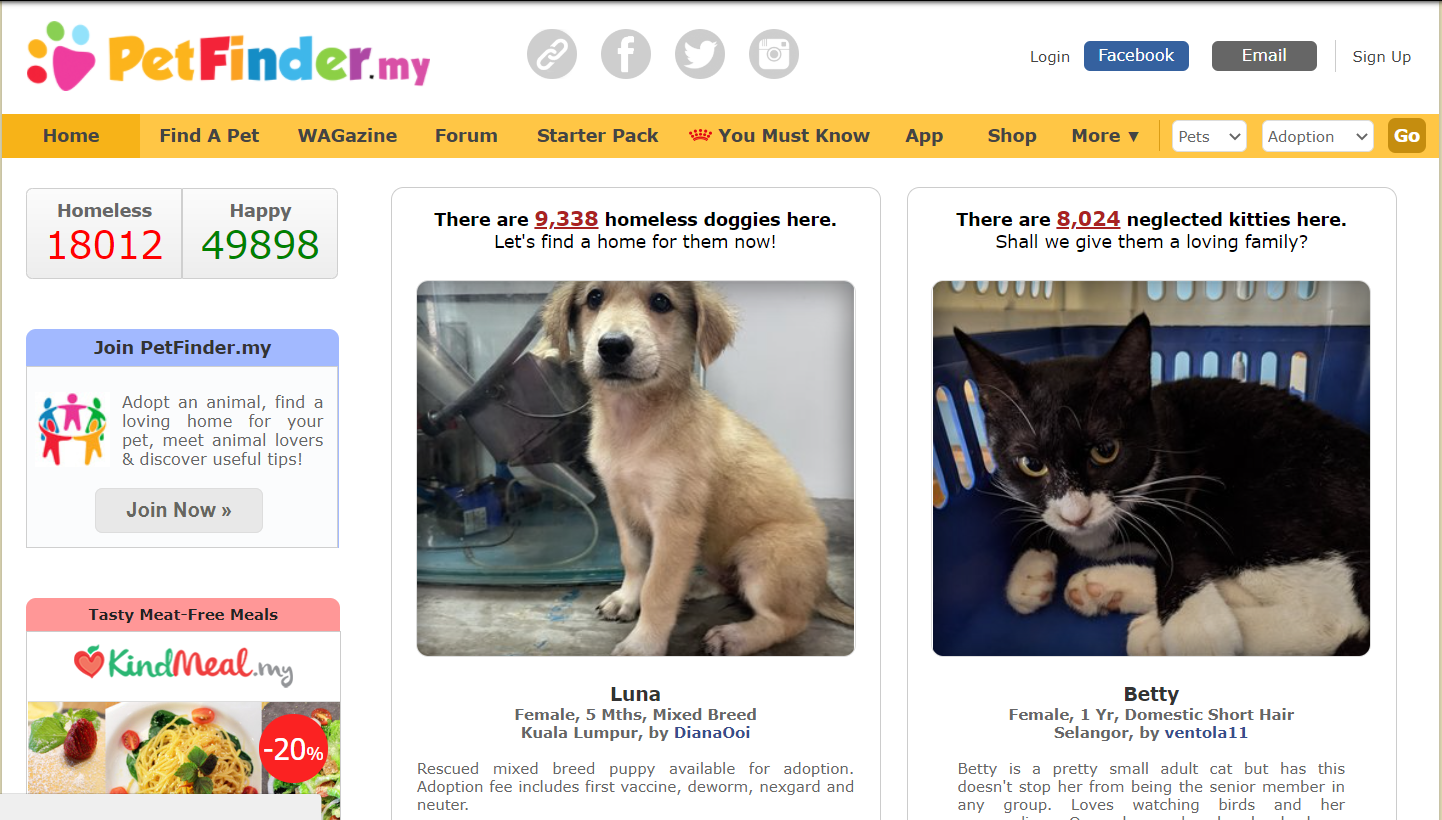 PetFinder.my
Login Facebook Email Sign Up
Home Find A Pet WAGazine Forum Starter Pack You Must Know App Shop More ▼ Pets Adoption Go
Homeless Happy
18012 49898
Join PetFinder.my
Adopt an animal, find a
loving home for your
pet, meet animal lovers
& discover useful tips!
Join Now »
Tasty Meat-Free Meals
KindMeal.my
-20%
There are 9,338 homeless doggies here.
Let's find a home for them now!
Luna
Female, 5 Mths, Mixed Breed
Kuala Lumpur, by DianaOoi
Rescued mixed breed puppy available for adoption.
Adoption fee includes first vaccine, deworm, nexgard and
neuter.
There are 8,024 neglected kitties here.
Shall we give them a loving family?
Betty
Female, 1 Yr, Domestic Short Hair
Selangor, by ventola11
Betty is a pretty small adult cat but has this
doesn't stop her from being the senior member in
any group. Loves watching birds and her